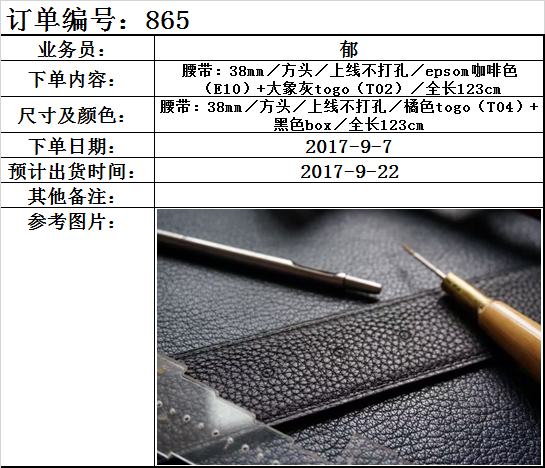 订单编号：865
业务员：
郁
下单内容：
腰带：38mm／方头／上线不打孔／epsom咖啡色
（E10）+大象灰togo（T02）／全长123cm
尺寸及颜色：
腰带：38mm／方头／上线不打孔／橘色togo（T04）+
黑色box／全长123cm
下单日期：
2017-9-7
预计出货时间：
2017-9-22
其他备注：
参考图片：